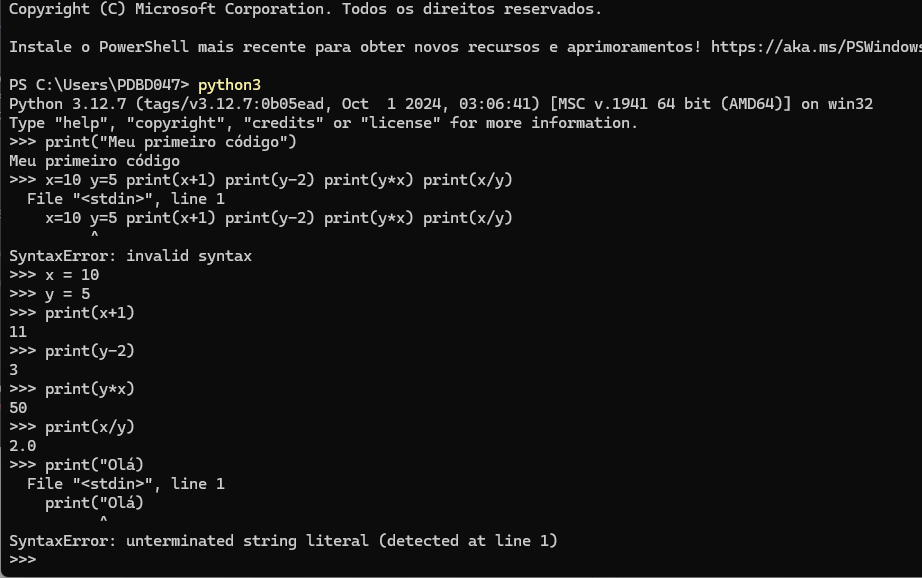 Copyright (C) Microsoft Corporation. Todos os direitos reservados.
Instale o PowerShell mais recente para obter novos recursos e aprimoramentos! https://aka.ms/PSWindows
PS C:\Users\PDBD047> python3
Python 3.12.7 (tags/v3.12.7:0b05ead, Oct  1 2024, 03:06:41) [MSC v.1941 64 bit (AMD64)] on win32
Type "help", "copyright", "credits" or "license" for more information.
>>> print("Meu primeiro código")
Meu primeiro código
>>> x=10 y=5 print(x+1) print(y-2) print(y*x) print(x/y)
  File "<stdin>", line 1
    x=10 y=5 print(x+1) print(y-2) print(y*x) print(x/y)
         ^
SyntaxError: invalid syntax
>>> x = 10
>>> y = 5
>>> print(x+1)
11
>>> print(y-2)
3
>>> print(y*x)
50
>>> print(x/y)
2.0
>>> print("Olá)
  File "<stdin>", line 1
    print("Olá)
          ^
SyntaxError: unterminated string literal (detected at line 1)
>>>